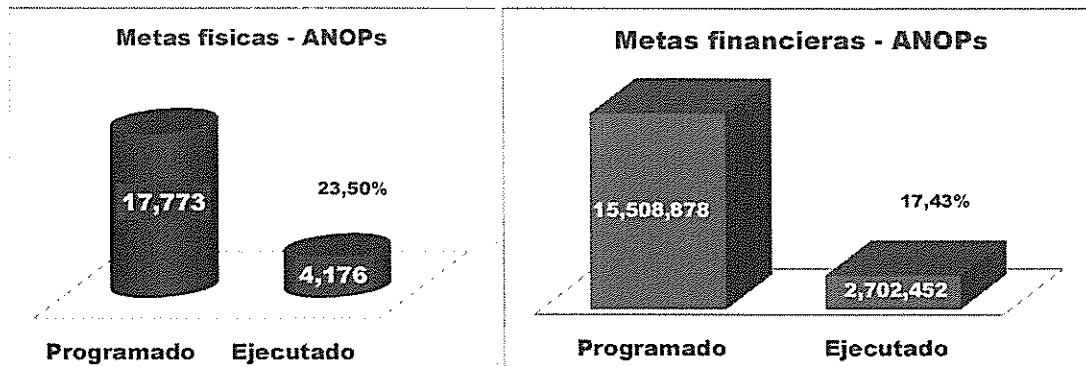 Metas fisicas - ANOPs
17,773
23,50%
4,176
Programado Ejecutado
Metas financieras - ANOPs
15,508,878
17,43%
2,702,452
Programado Ejecutado